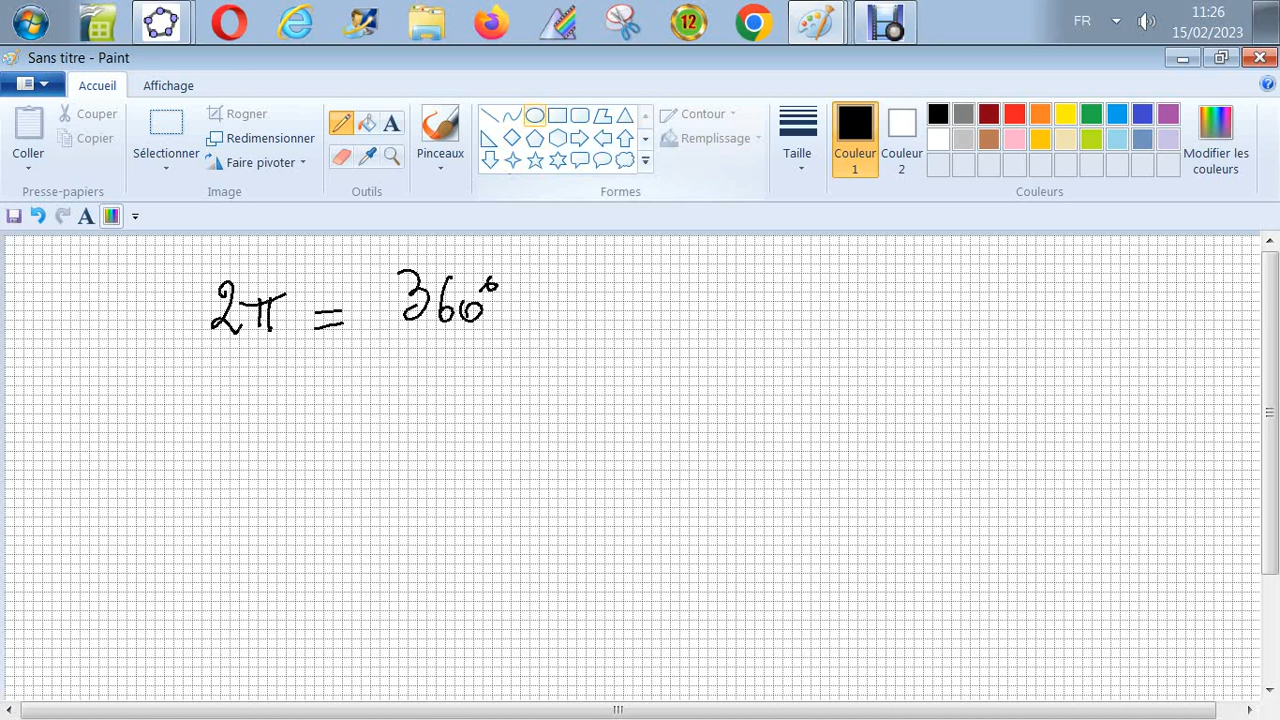 12
FR
11:26
15/02/2023
Sans titre - Paint
Accueil
Affichage
Coller
Couper
Copier
Presse-papiers
Sélectionner
Rogner
Redimensionner
Faire pivoter
Image
Outils
Pinceaux
Contour
Remplissage
Formes
Taille
Couleur 1
Couleur 2
Modifier les couleurs
Couleurs
A
A
2π = 360°